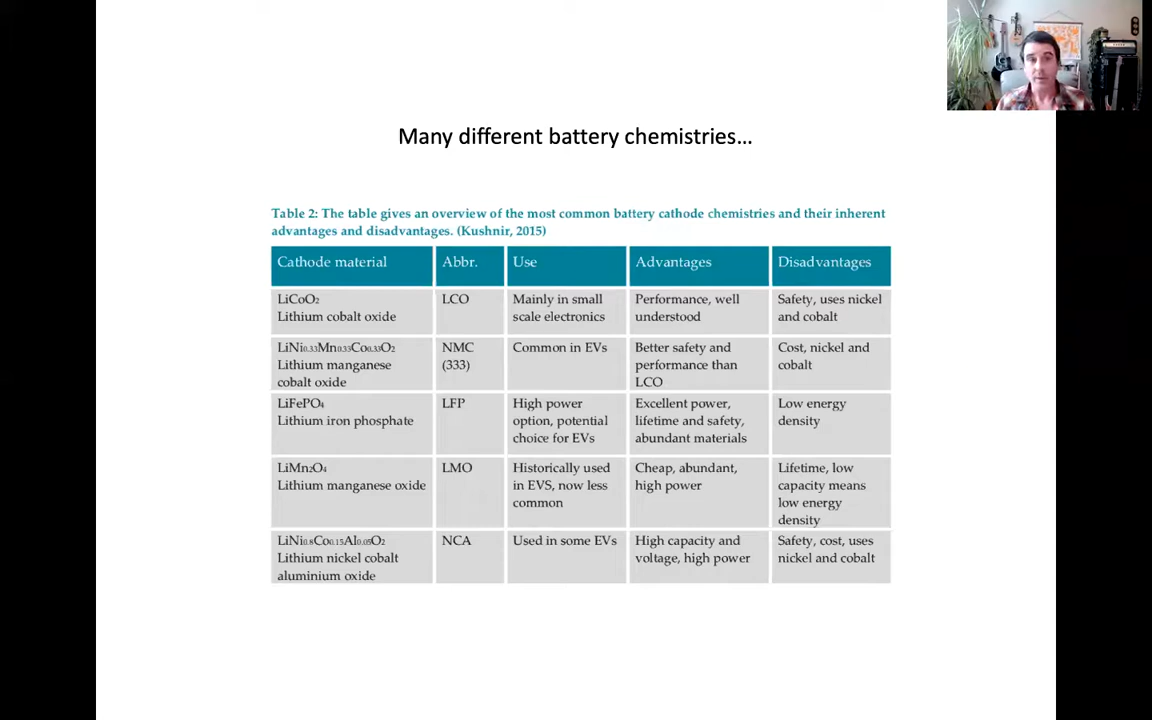 Many different battery chemistries...
Table 2: The table gives an overview of the most common battery cathode chemistries and their inherent
advantages and disadvantages. (Kushnir, 2015)
Cathode material Abbr. Use Advantages Disadvantages
LiCoO₂ LCO Mainly in small Performance, well Safety, uses nickel
Lithium cobalt oxide scale electronics understood and cobalt
LiNi₀.₃₃Mn₀.₃₃Co₀.₃₃O₂ NMC Common in EVs Better safety and Cost, nickel and
Lithium manganese (333) performance than cobalt
cobalt oxide LCO
LiFePO₄ LFP High power Excellent power, Low energy
Lithium iron phosphate option, potential lifetime and safety, density
choice for EVs abundant materials
LiMn₂O₄ LMO Historically used Cheap, abundant, Lifetime, low
Lithium manganese oxide in EVS, now less high power capacity means
common low energy
density
LiNi₀.₈Co₀.₁₅Al₀.₀₅O₂ NCA Used in some EVs High capacity and Safety, cost, uses
Lithium nickel cobalt voltage, high power nickel and cobalt
aluminium oxide